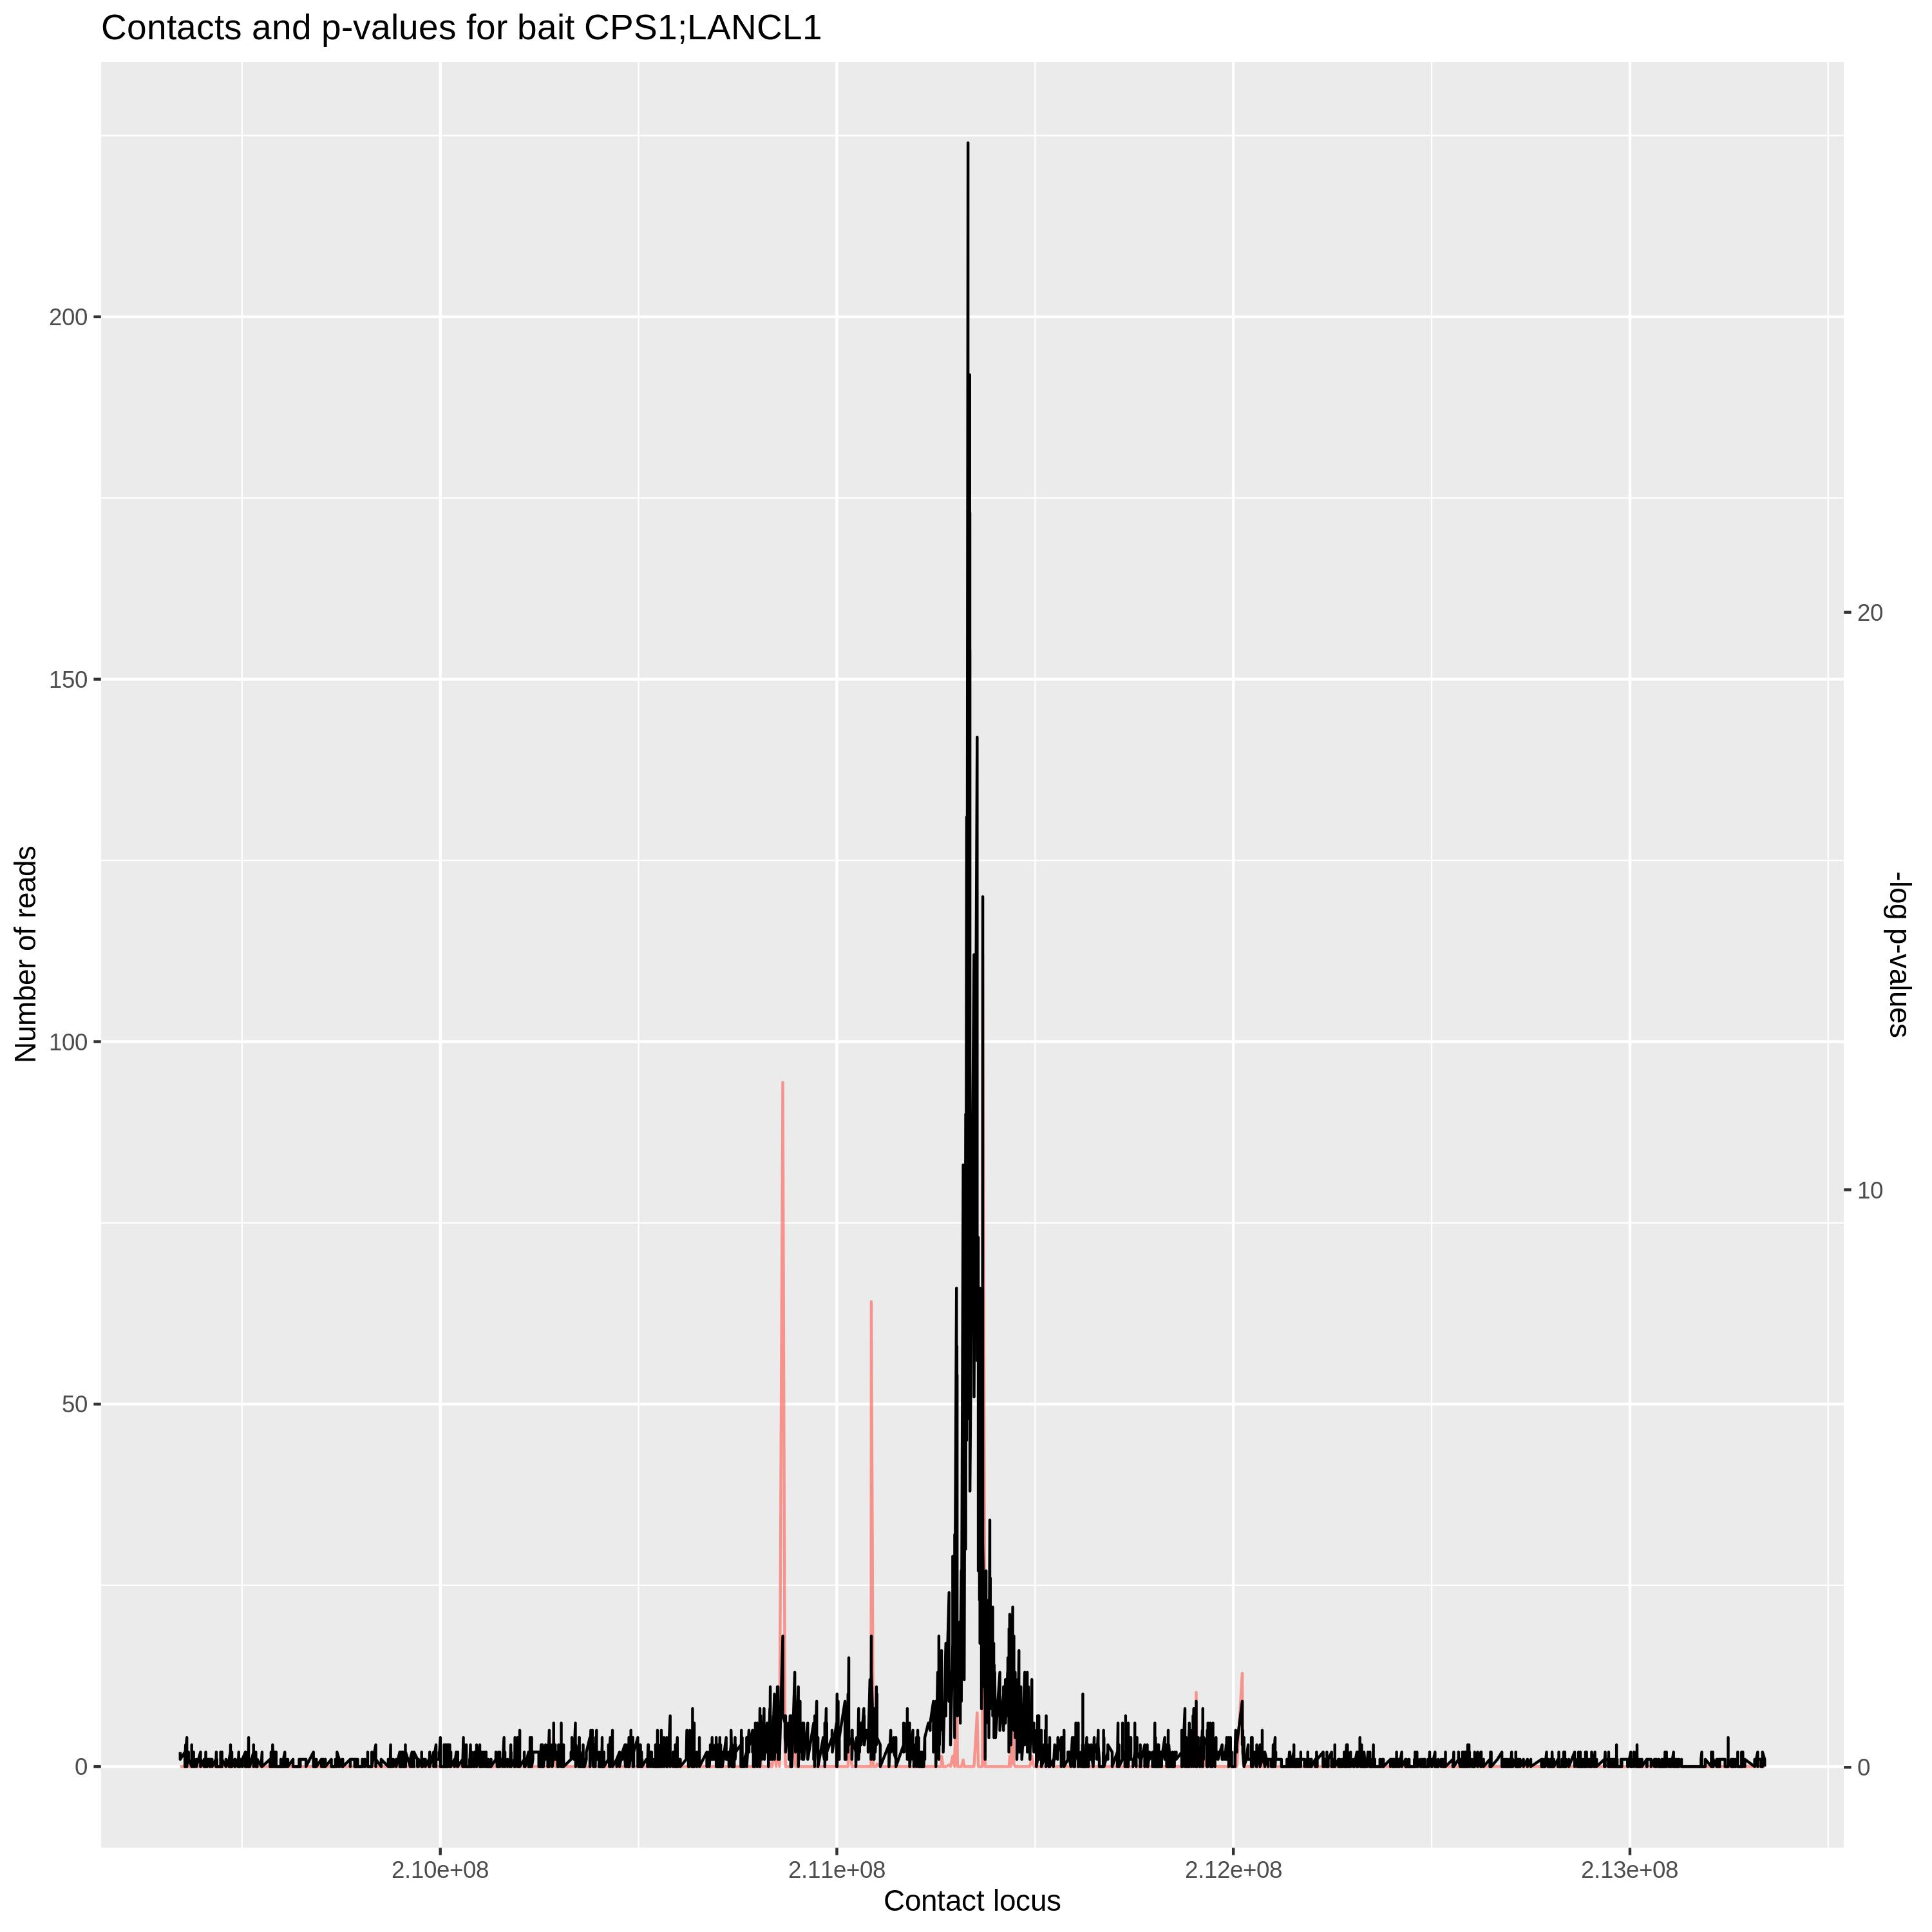 Contacts and p-values for bait CPS1;LANCL1
200
150
100
50
0
Number of reads
20
10
0
-log p-values
2.10e+08
2.11e+08
2.12e+08
2.13e+08
Contact locus